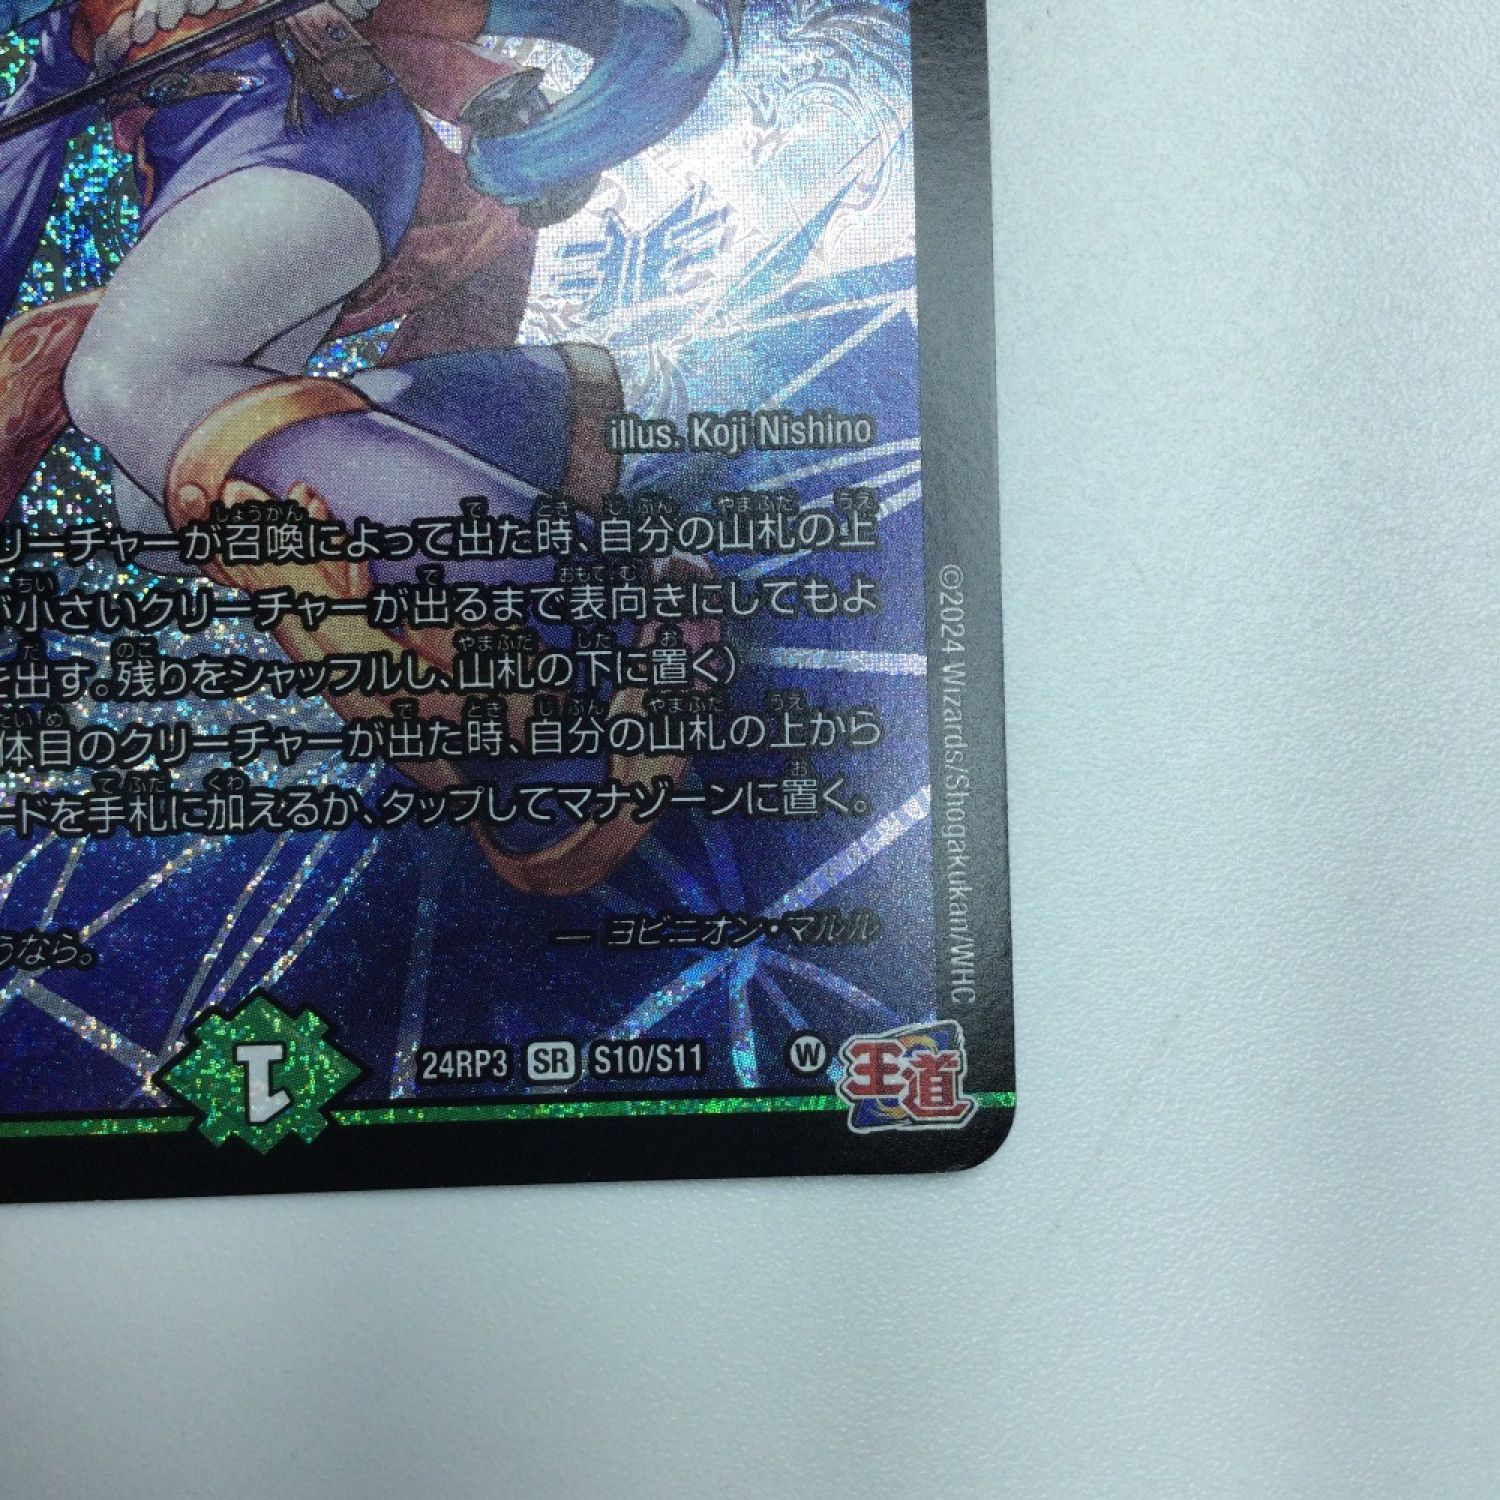 illus. Koji Nishino
リーチャーが召喚によって出た時、自分の山札の上
が小さいクリーチャーが出るまで表向きにしてもよ
を出す。残りをシャッフルし、山札の下に置く)
体目のクリーチャーが出た時、自分の山札の上から
ードを手札に加えるか、タップしてマナゾーンに置く。
うなら。
— ヨビニオン・マルル
1
24RP3 SR S10/S11 W 王道
©2024 Wizards/Shogakukan/WHC